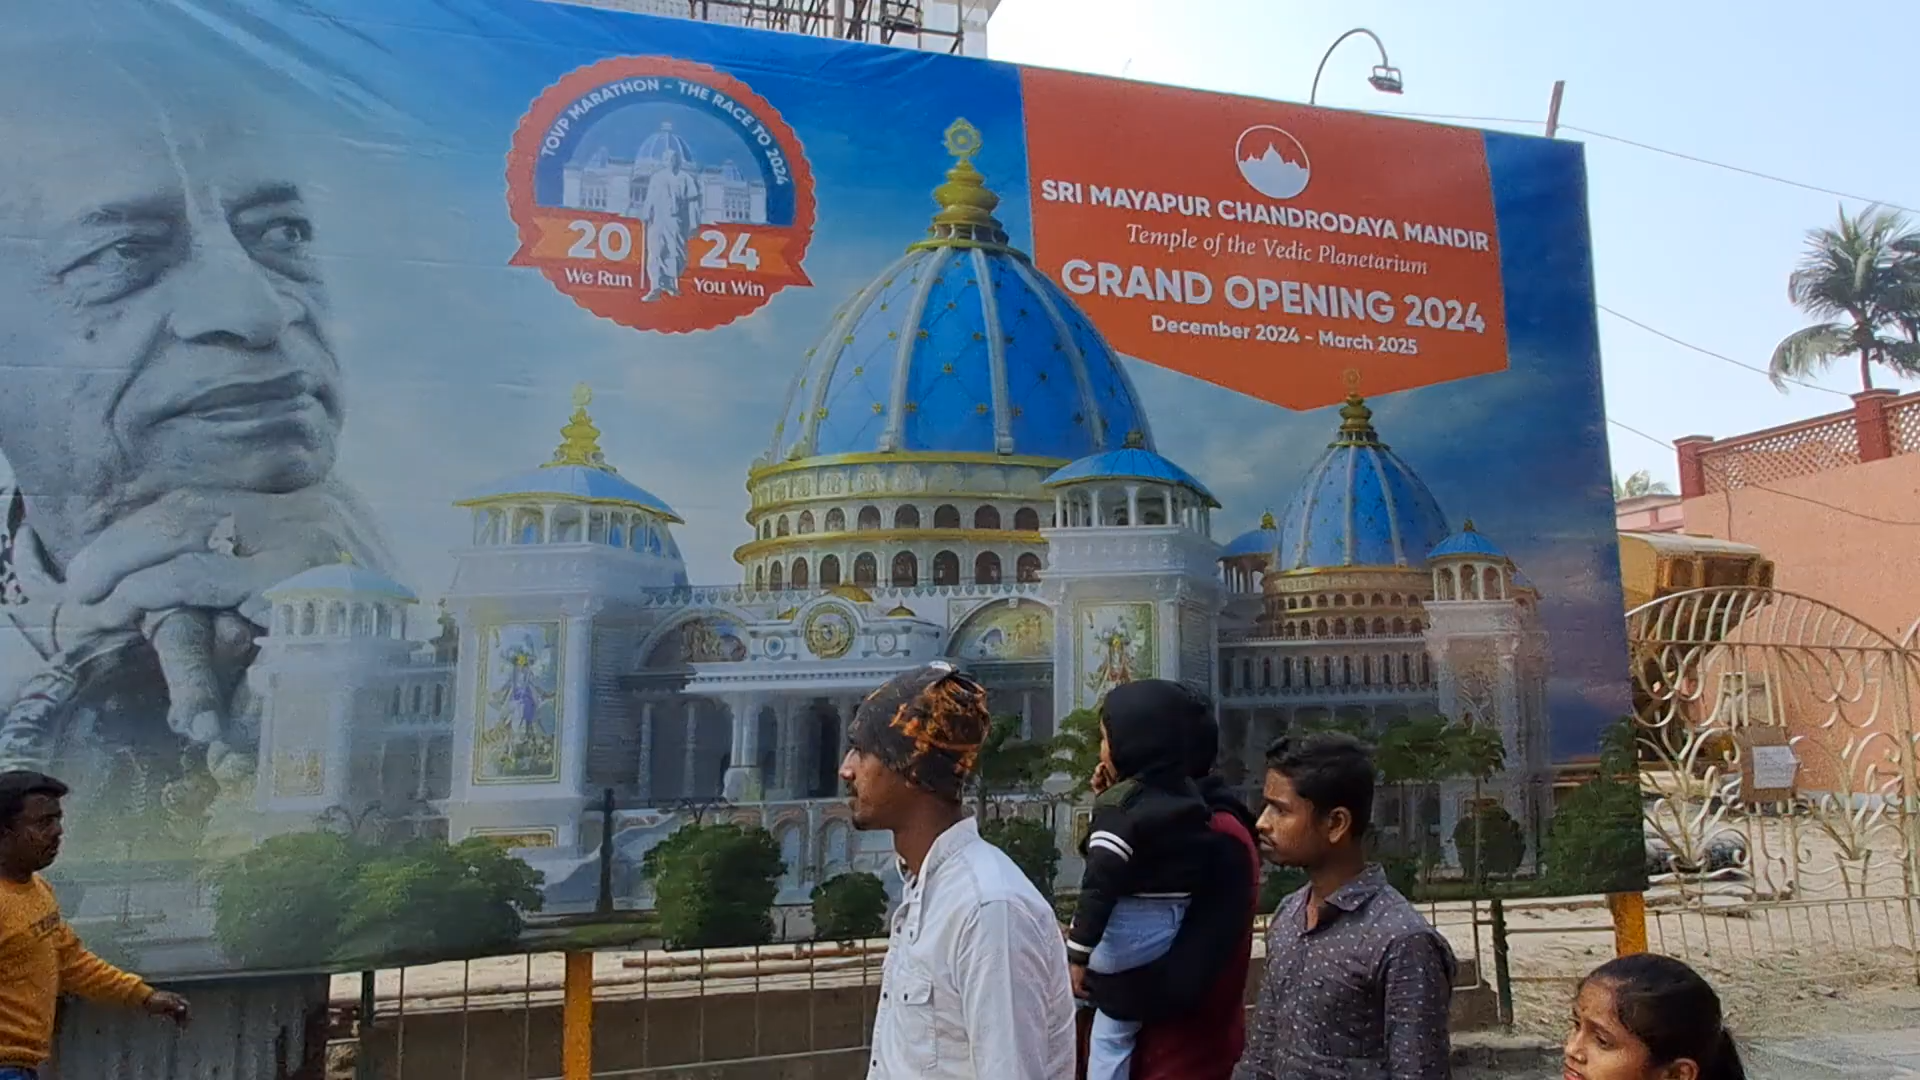 TOVP MARATHON - THE RACE TO 2024
20 24
We Run You Win
SRI MAYAPUR CHANDRODAYA MANDIR
Temple of the Vedic Planetarium
GRAND OPENING 2024
December 2024 - March 2025